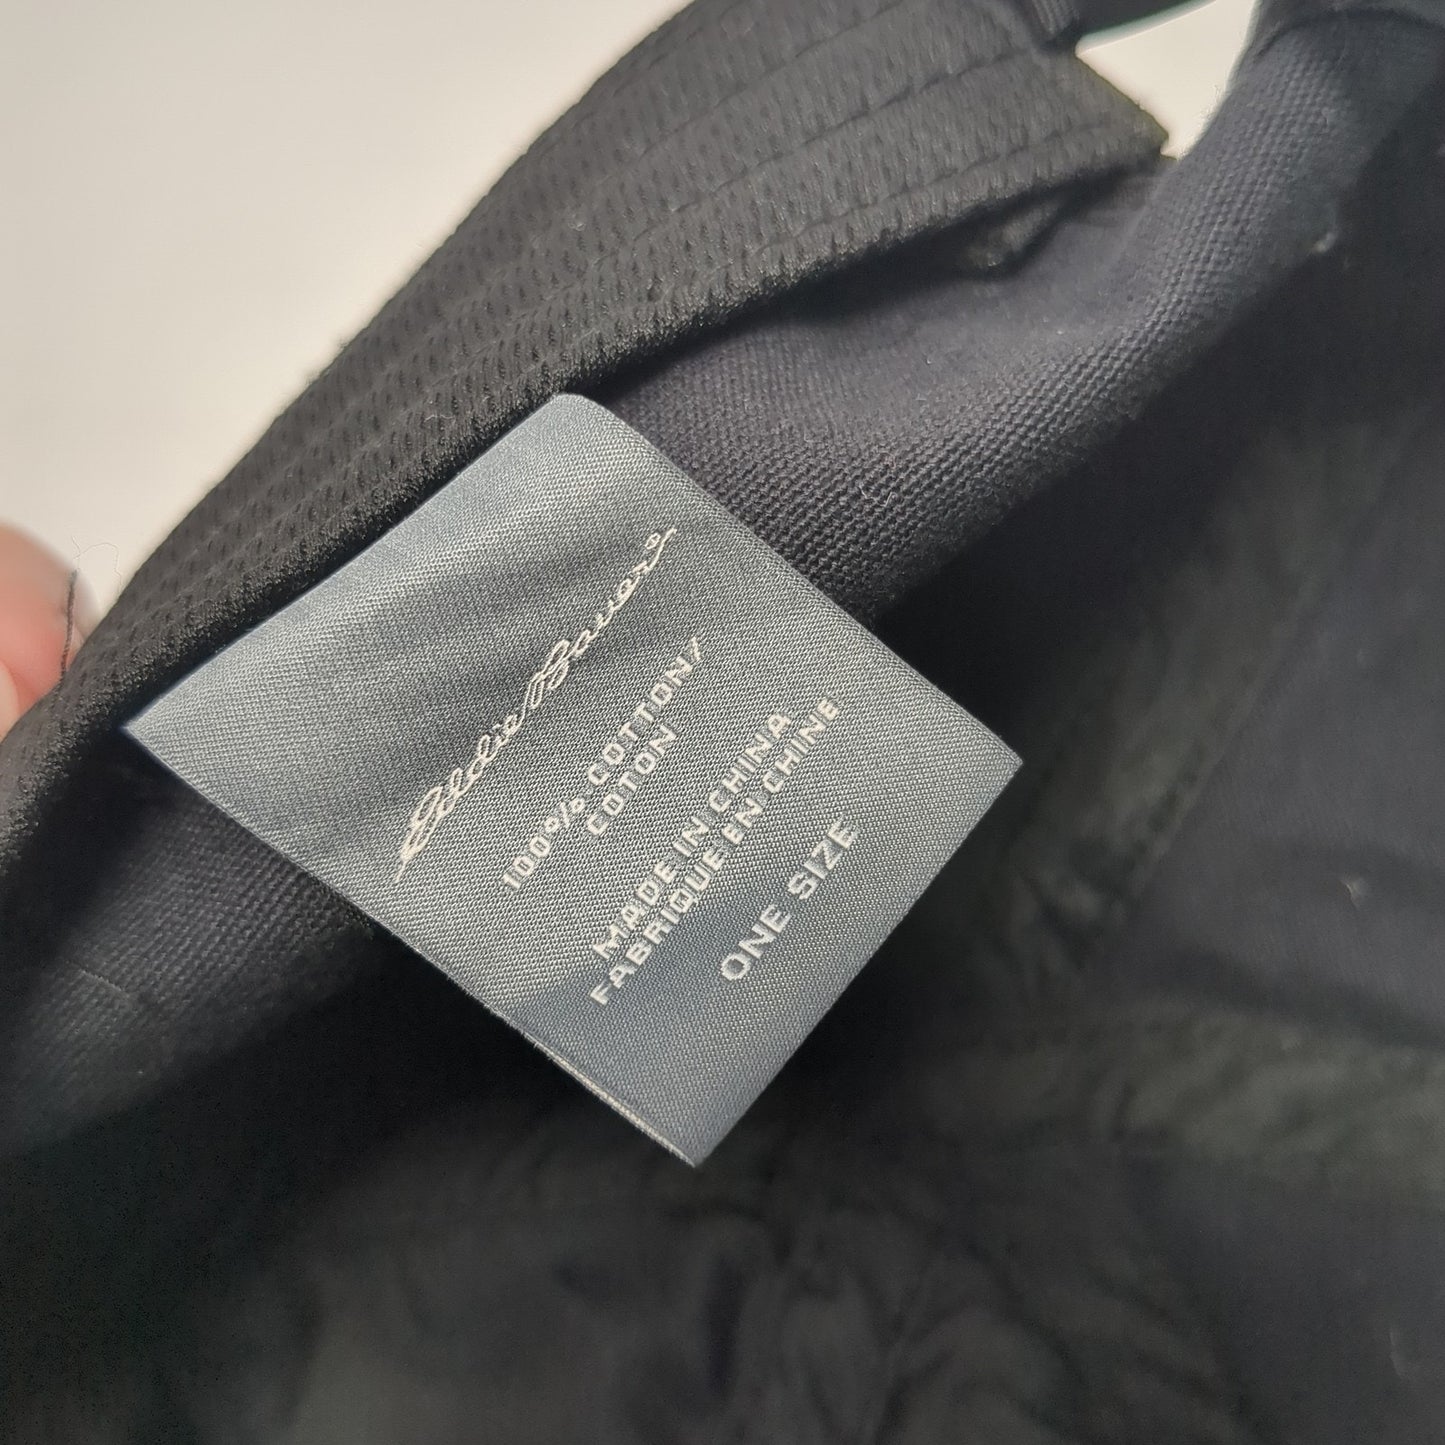 Eddie Bauer®
100% COTTON/
COTON
MADE IN CHINA
FABRIQUE EN CHINE
ONE SIZE